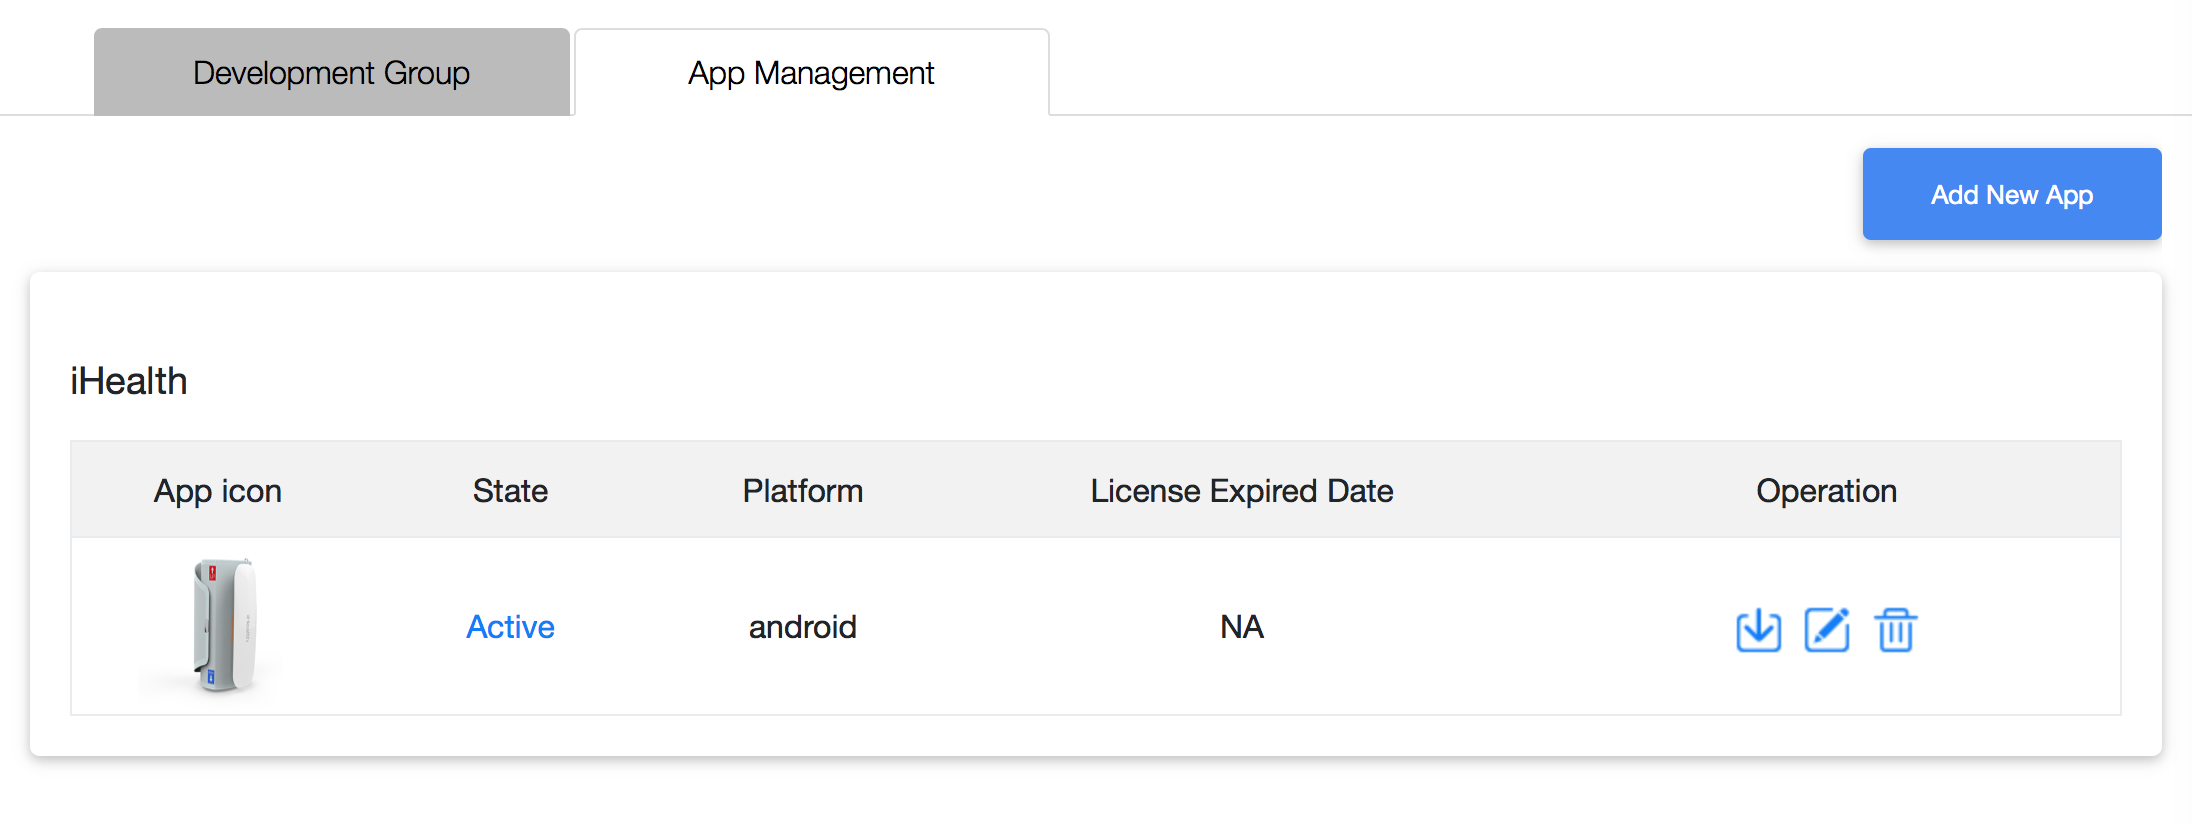 Development Group
App Management
Add New App
iHealth
App icon State Platform License Expired Date Operation
Active android NA